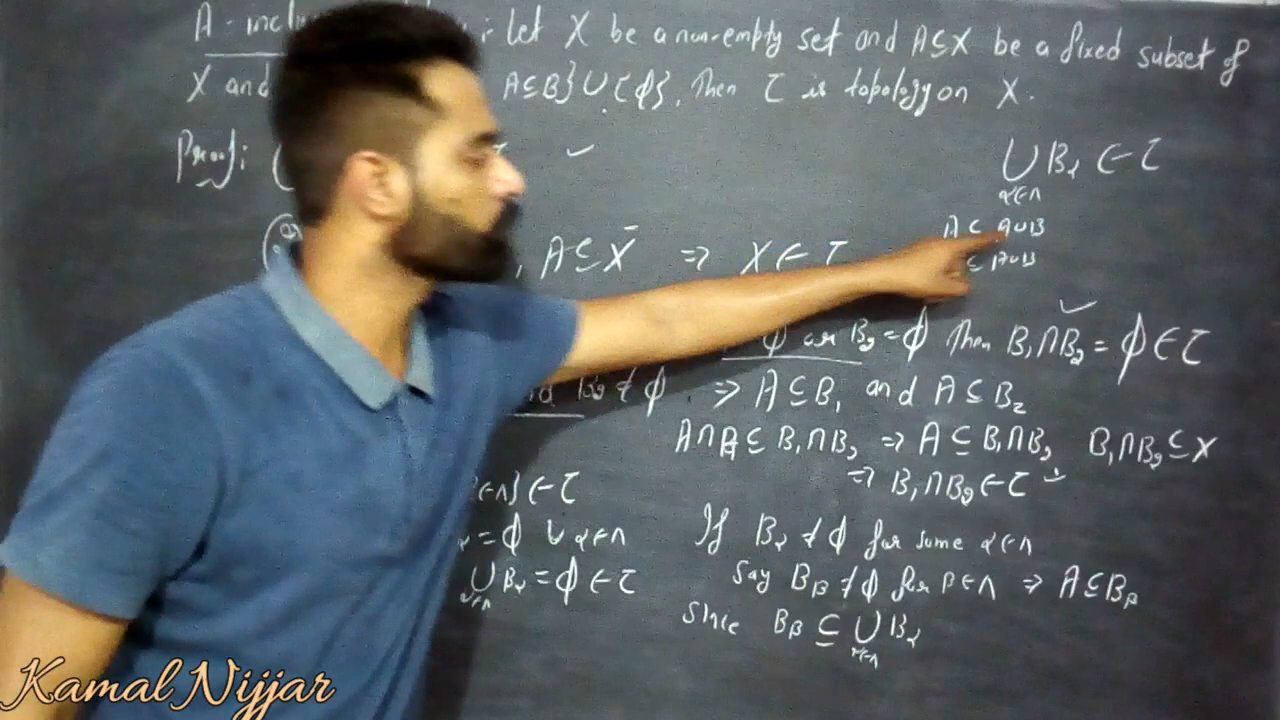 A - : Let X be a non-empty set and A⊆X be a fixed subset of
X and A⊆B}∪{ϕ}, Then τ is topology on X.
Proof: ✓
∪ Bα ∈ τ
α∈Λ
A ⊆ A∪B
⊆ A∪B
, A⊆X ⇒ X ∈ τ
ϕ or B₂=ϕ Then B₁∩B₂ = ϕ ∈ τ ✓
B₂ ≠ ϕ ⇒ A⊆B₁ and A⊆B₂
A∩A ⊆ B₁∩B₂ ⇒ A ⊆ B₁∩B₂ B₁∩B₂⊆X
⇒ B₁∩B₂ ∈ τ
∈Λ} ∈ τ
= ϕ ∀ α∈Λ
∪ Bα = ϕ ∈ τ
α∈Λ
If Bα ≠ ϕ for some α∈Λ
Say Bβ ≠ ϕ for β∈Λ ⇒ A⊆Bβ
Since Bβ ⊆ ∪ Bα
α∈Λ
Kamal Nijjar